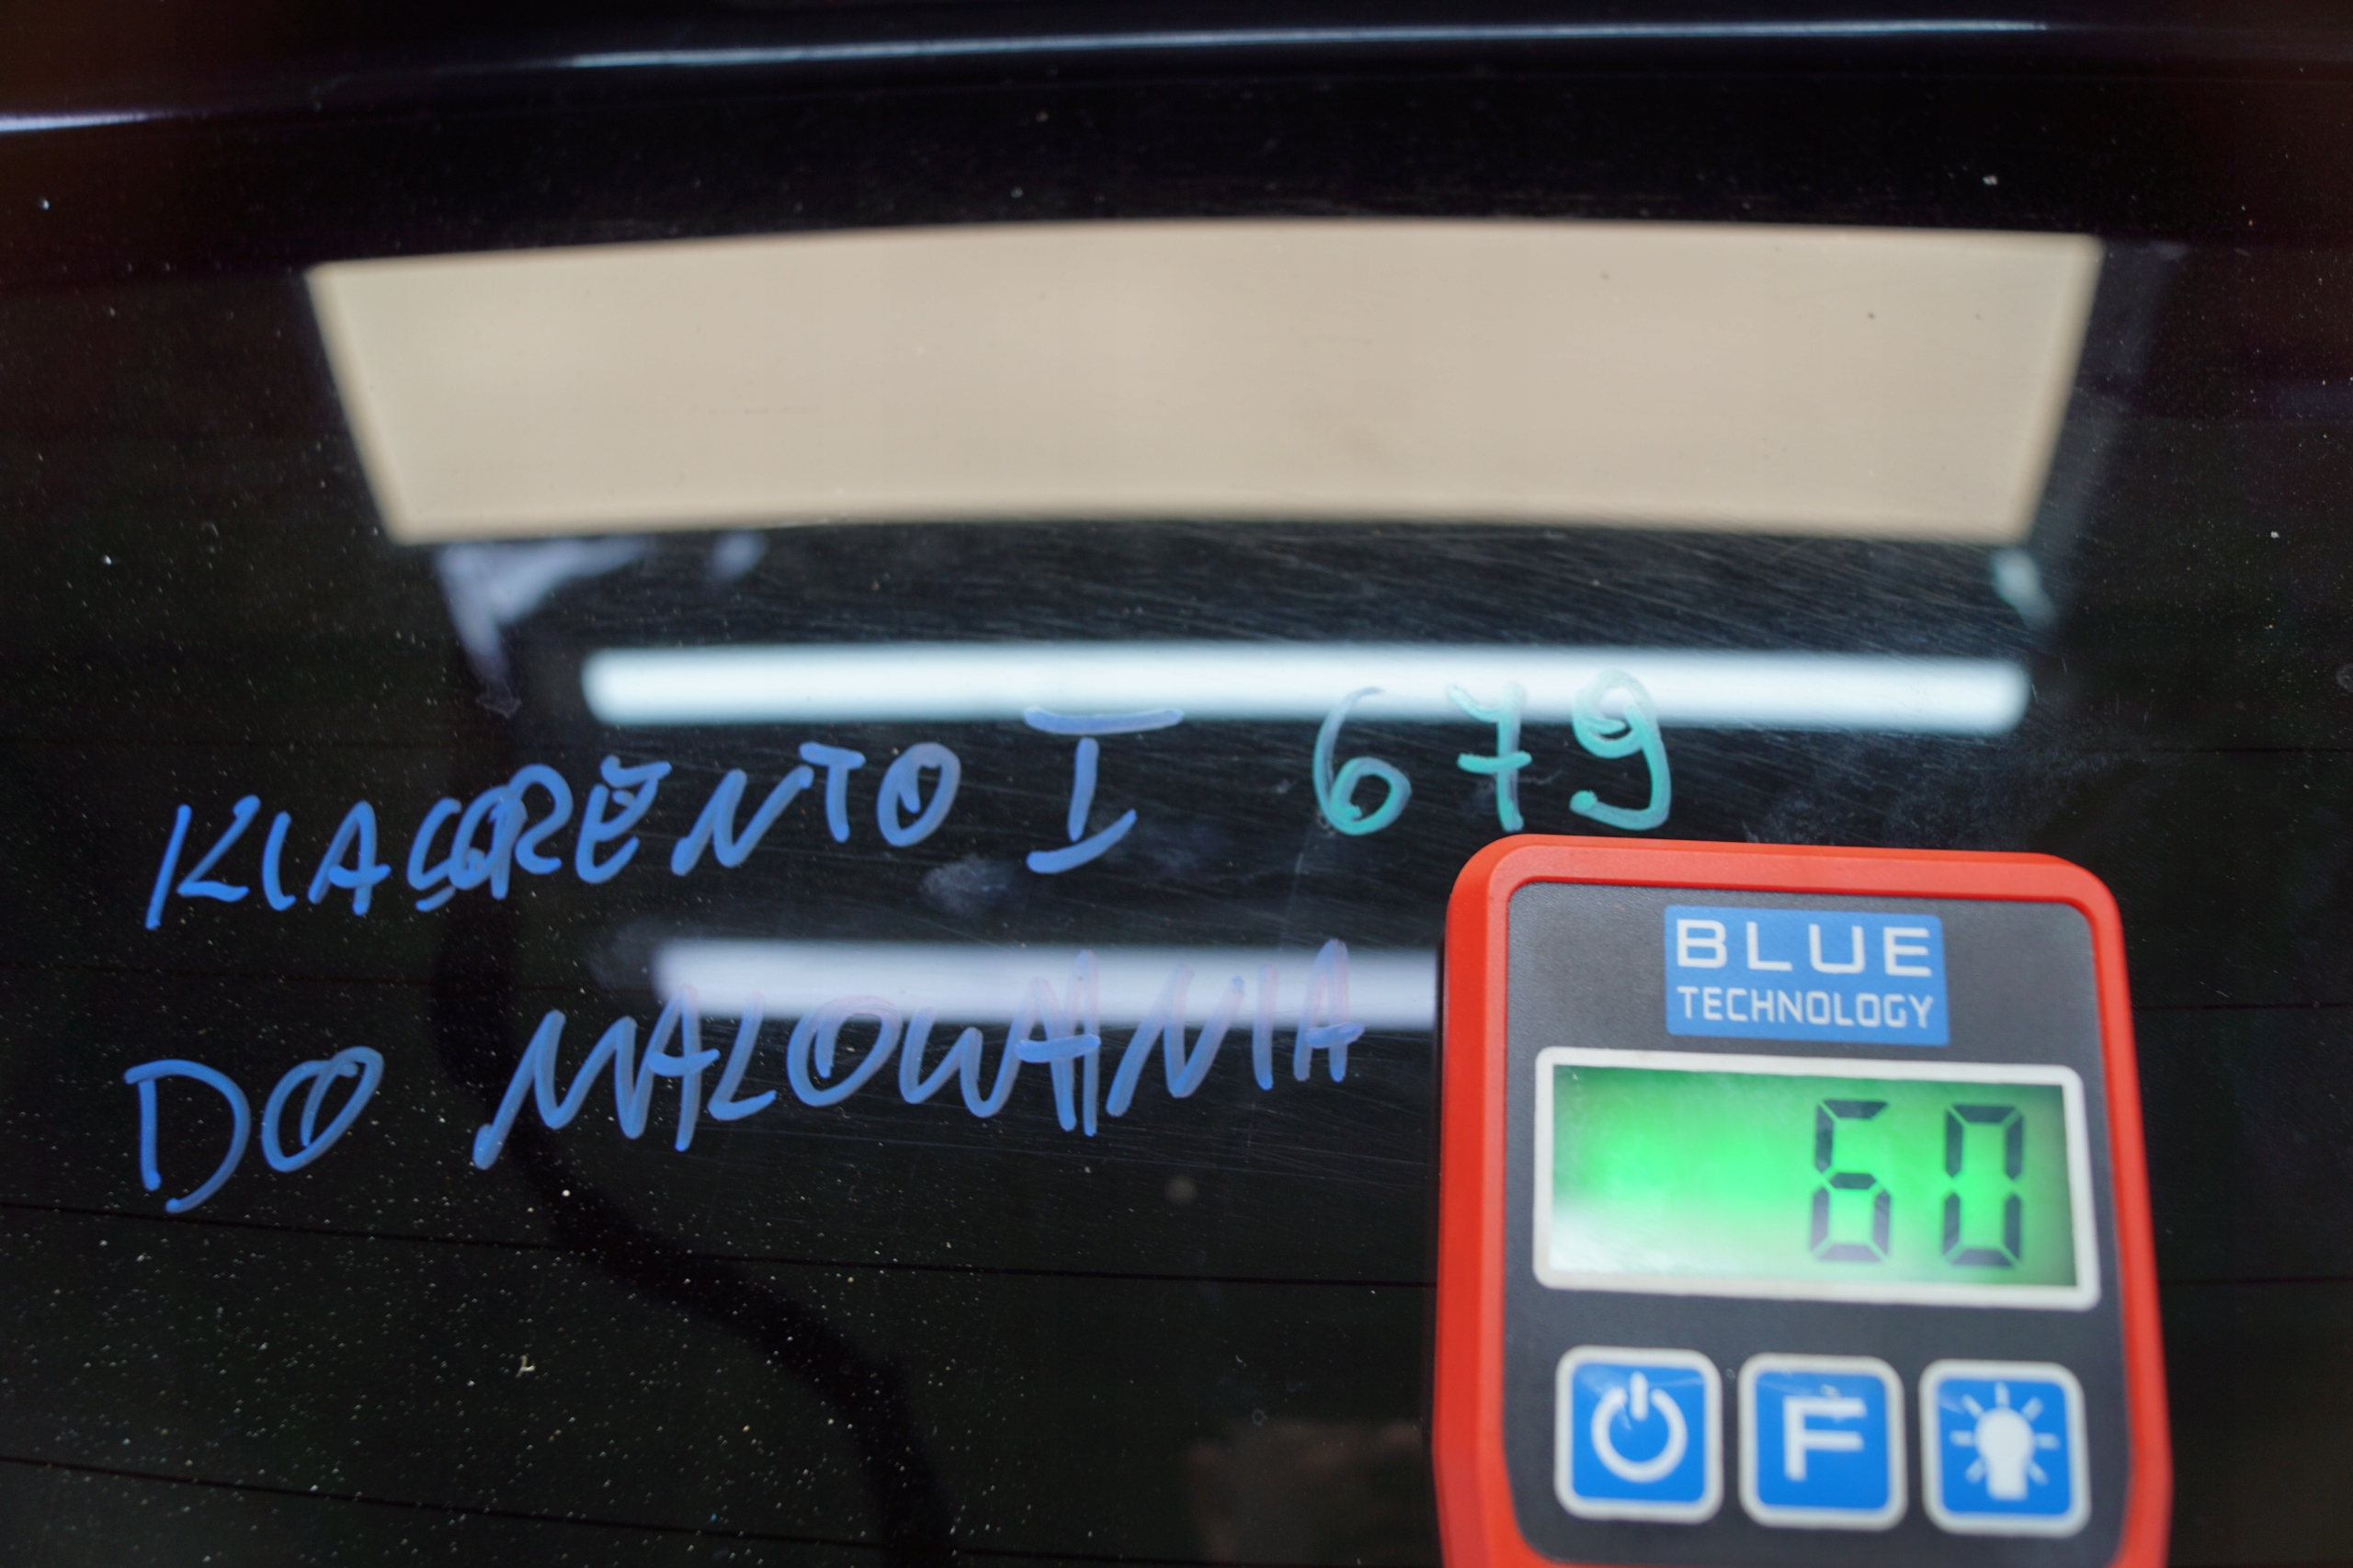 KIA SORENTO I 679
DO MALOWANIA
BLUE
TECHNOLOGY
60
F